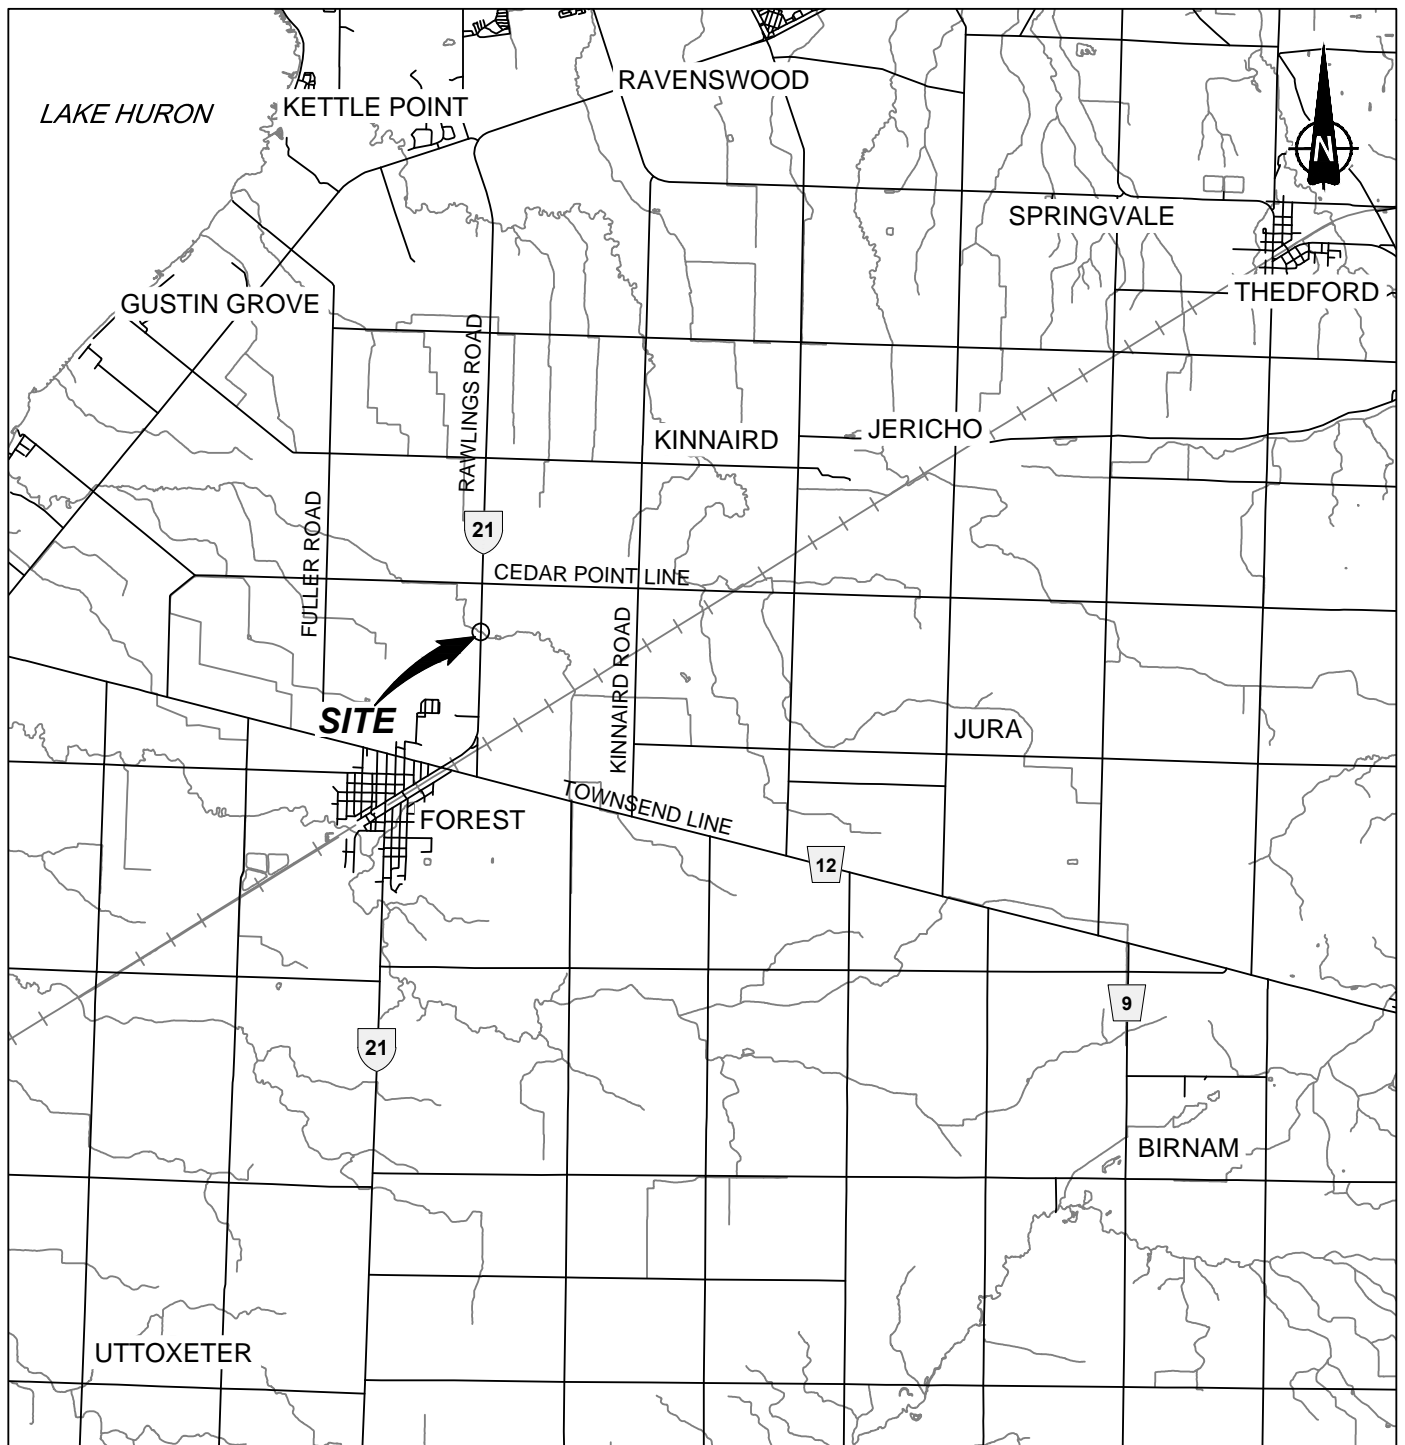 RAVENSWOOD
KETTLE POINT
LAKE HURON
N
SPRINGVALE
THEDFORD
GUSTIN GROVE
RAWLINGS ROAD
JERICHO
KINNAIRD
FULLER ROAD
21
CEDAR POINT LINE
KINNAIRD ROAD
SITE
JURA
TOWNSEND LINE
FOREST
12
9
21
BIRNAM
UTTOXETER